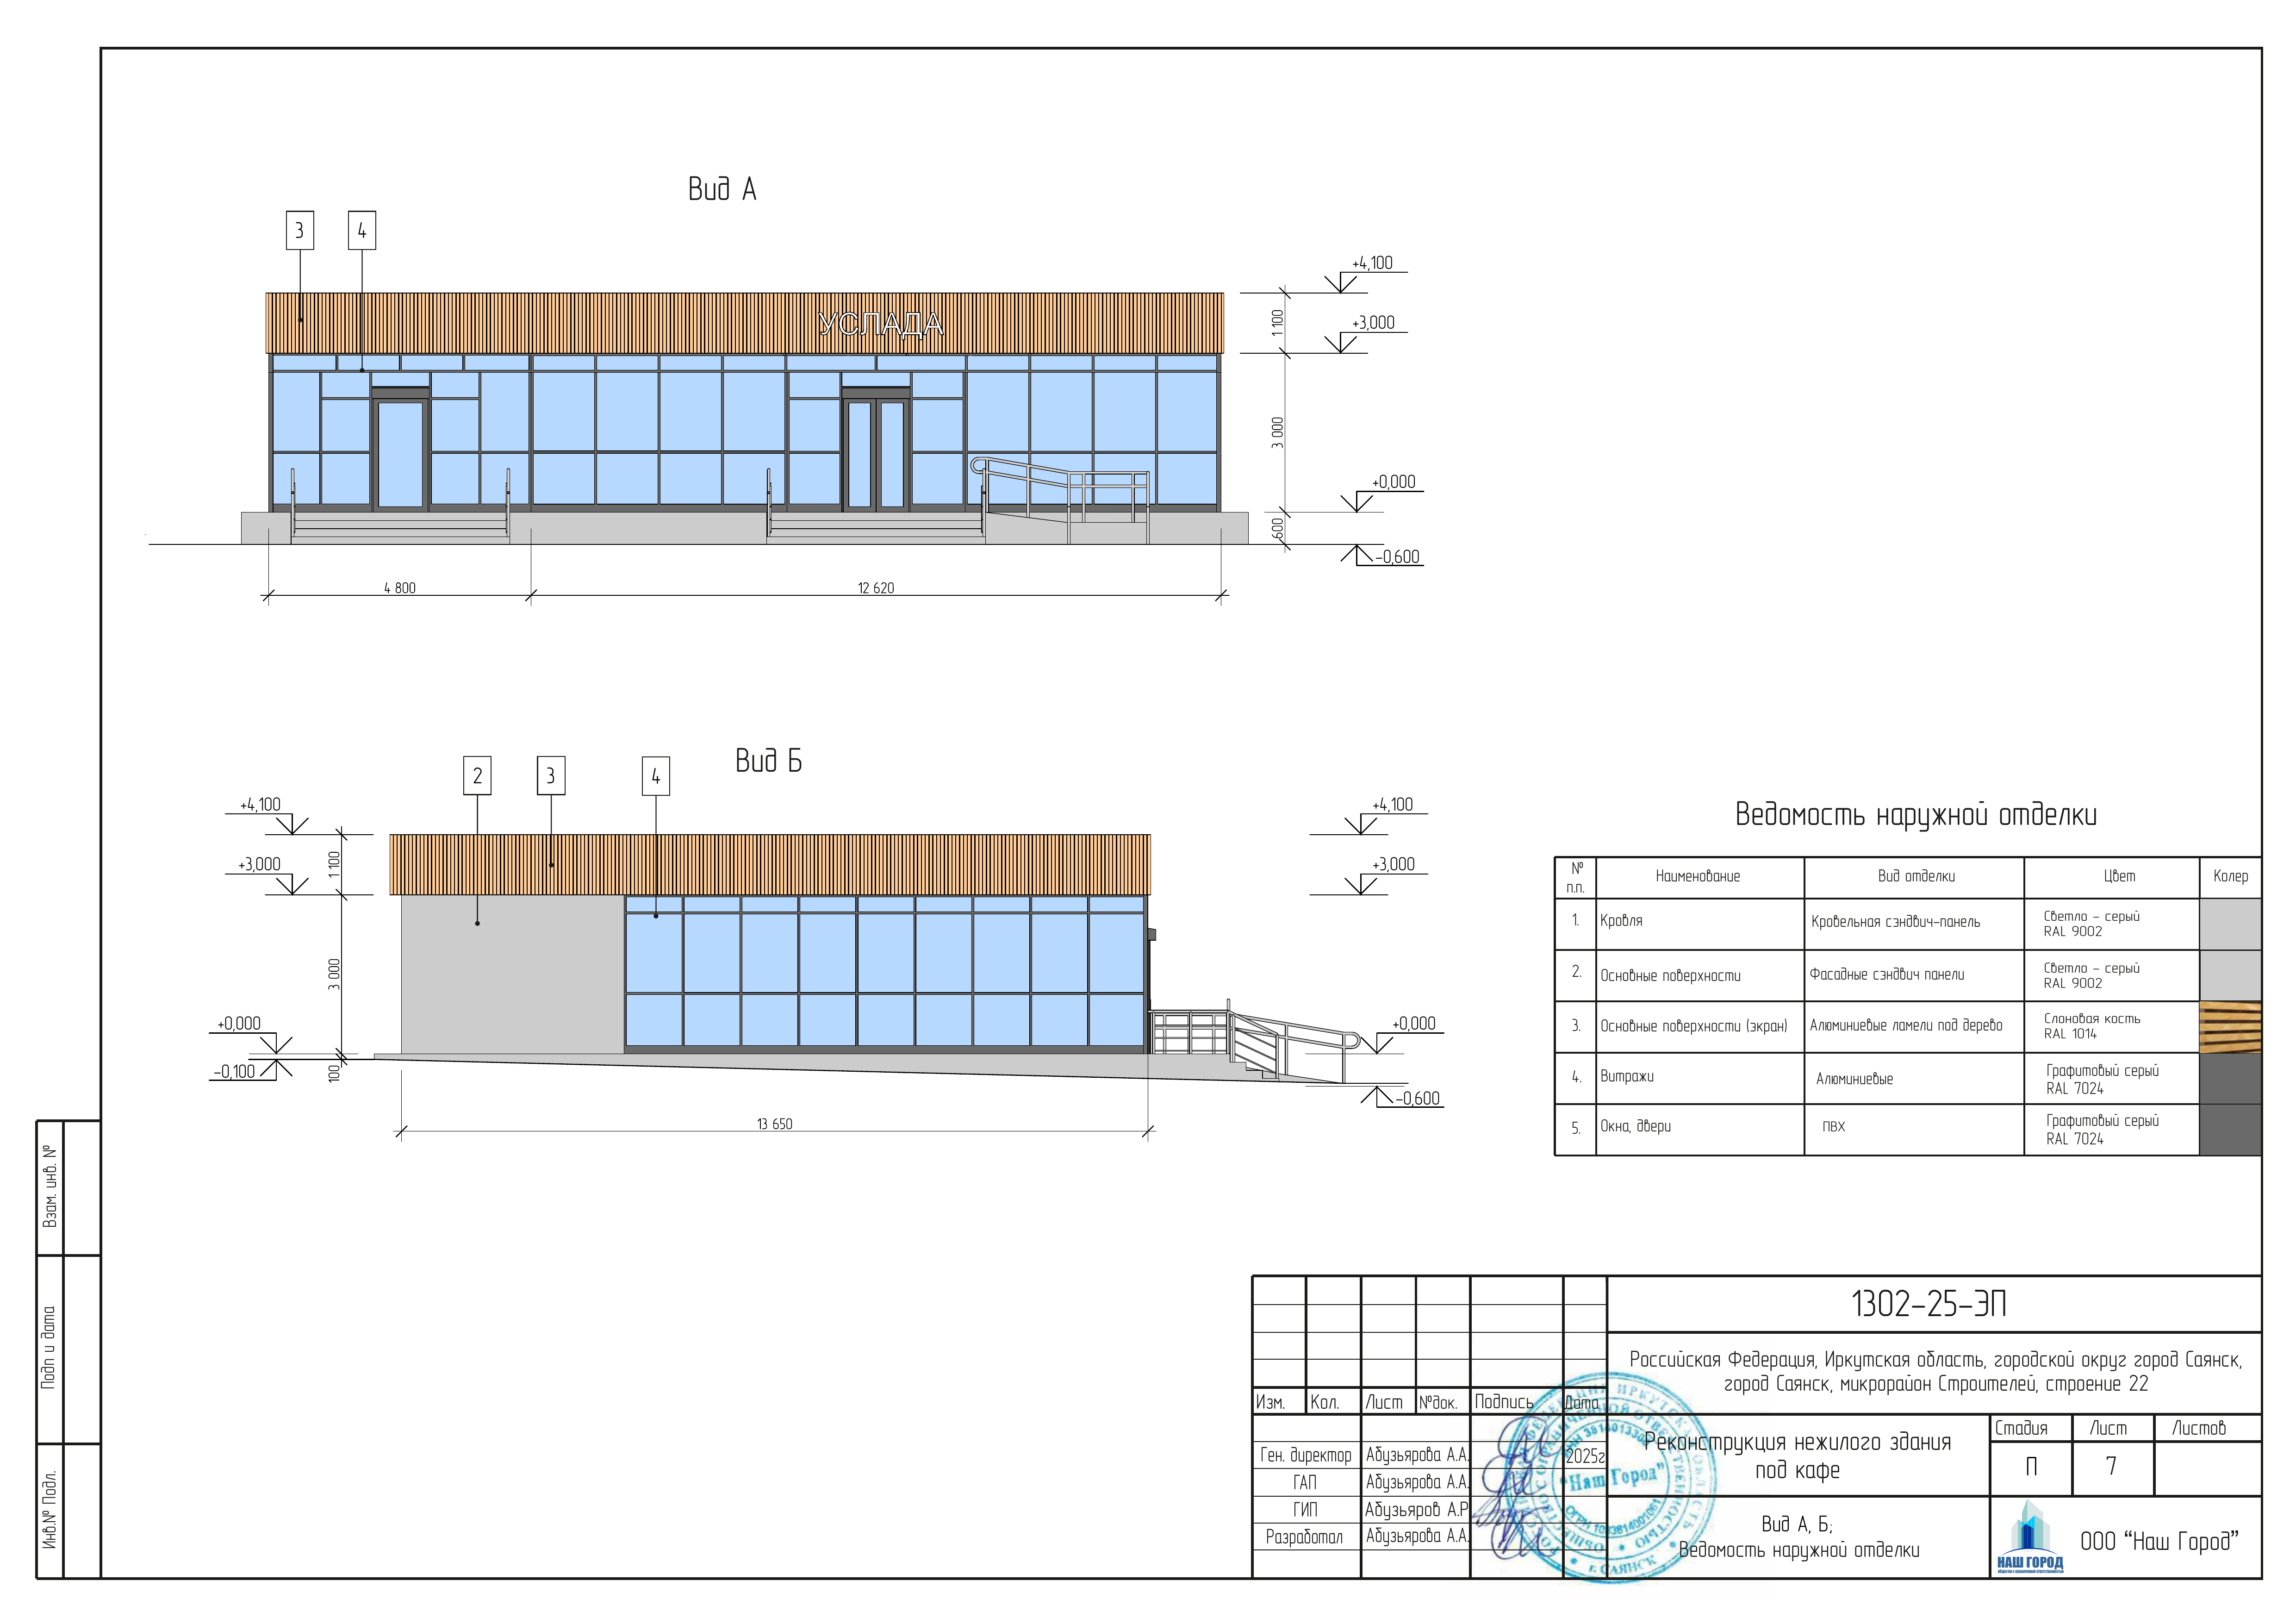 Вид А
3
4
УСЛАДА
+4,100
1 100
+3,000
3 000
+0,000
600
-0,600
4 800
12 620
Вид Б
2
3
4
+4,100
1 100
+3,000
3 000
+0,000
-0,100
100
+4,100
+3,000
+0,000
-0,600
13 650
Ведомость наружной отделки
№ п.п. Наименование Вид отделки Цвет Колер
1. Кровля Кровельная сэндвич-панель Светло - серый RAL 9002
2. Основные поверхности Фасадные сэндвич панели Светло - серый RAL 9002
3. Основные поверхности (экран) Алюминиевые ламели под дерево Слоновая кость RAL 1014
4. Витражи Алюминиевые Графитовый серый RAL 7024
5. Окна, двери ПВХ Графитовый серый RAL 7024
Взам. инв. №
Подп и дата
Инв.№ Подл.
1302-25-ЭП
Российская Федерация, Иркутская область, городской округ город Саянск,
город Саянск, микрорайон Строителей, строение 22
Изм. Кол. Лист №док. Подпись Дата
Ген. директор Абузьярова А.А. 2025г
ГАП Абузьярова А.А.
ГИП Абузьяров А.Р
Разработал Абузьярова А.А.
Реконструкция нежилого здания
под кафе
Стадия Лист Листов
П 7
Вид А, Б;
Ведомость наружной отделки
НАШ ГОРОД
ООО "Наш Город"
"Наш Город"
г. САЯНСК